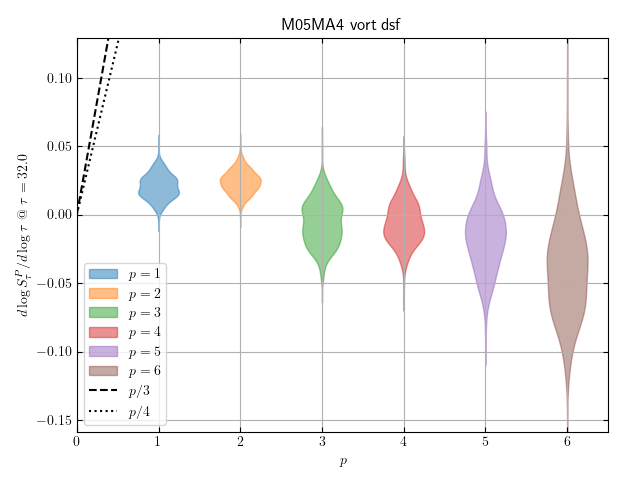 M05MA4 vort dsf
d log S_τ^p / d log τ @ τ = 32.0
0.10
0.05
0.00
−0.05
−0.10
−0.15
p = 1
p = 2
p = 3
p = 4
p = 5
p = 6
p/3
p/4
0 1 2 3 4 5 6
p